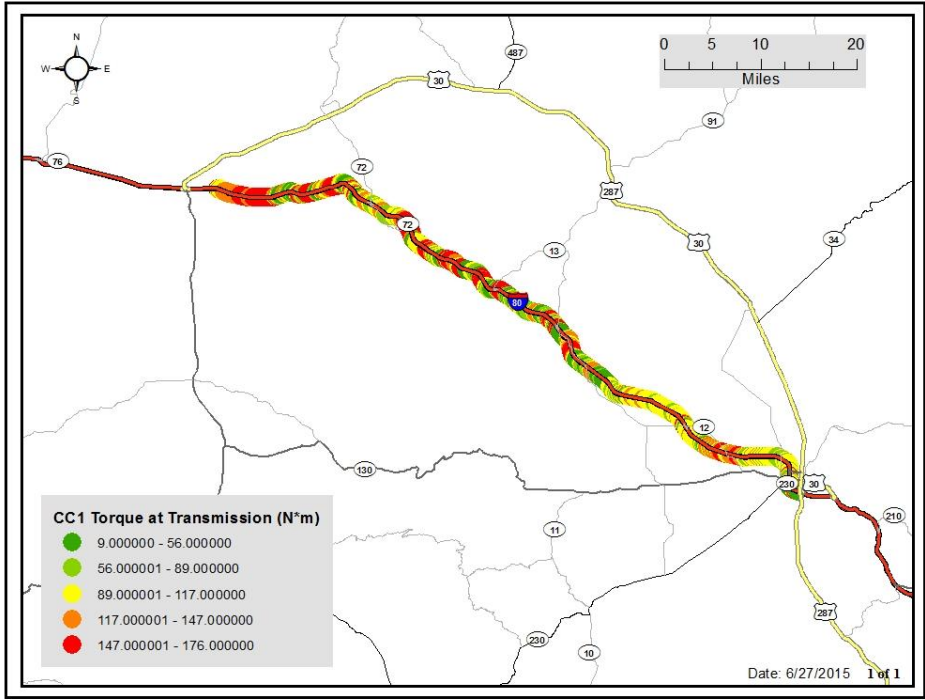 N
W E
S
487
0 5 10 20
Miles
30
91
76
72
287
72
13
30
34
80
12
130
230
30
210
11
287
230
10
CC1 Torque at Transmission (N*m)
9.000000 - 56.000000
56.000001 - 89.000000
89.000001 - 117.000000
117.000001 - 147.000000
147.000001 - 176.000000
Date: 6/27/2015 1 of 1